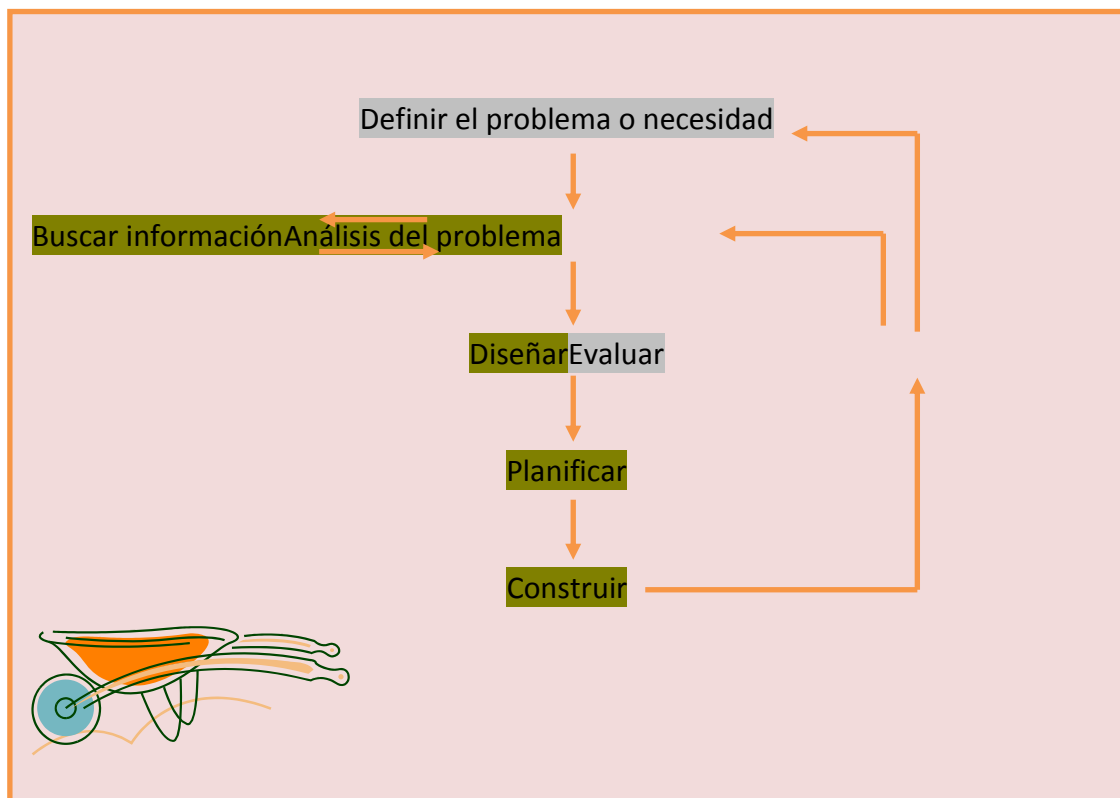 Definir el problema o necesidad
Buscar informaciónAnálisis del problema
DiseñarEvaluar
Planificar
Construir